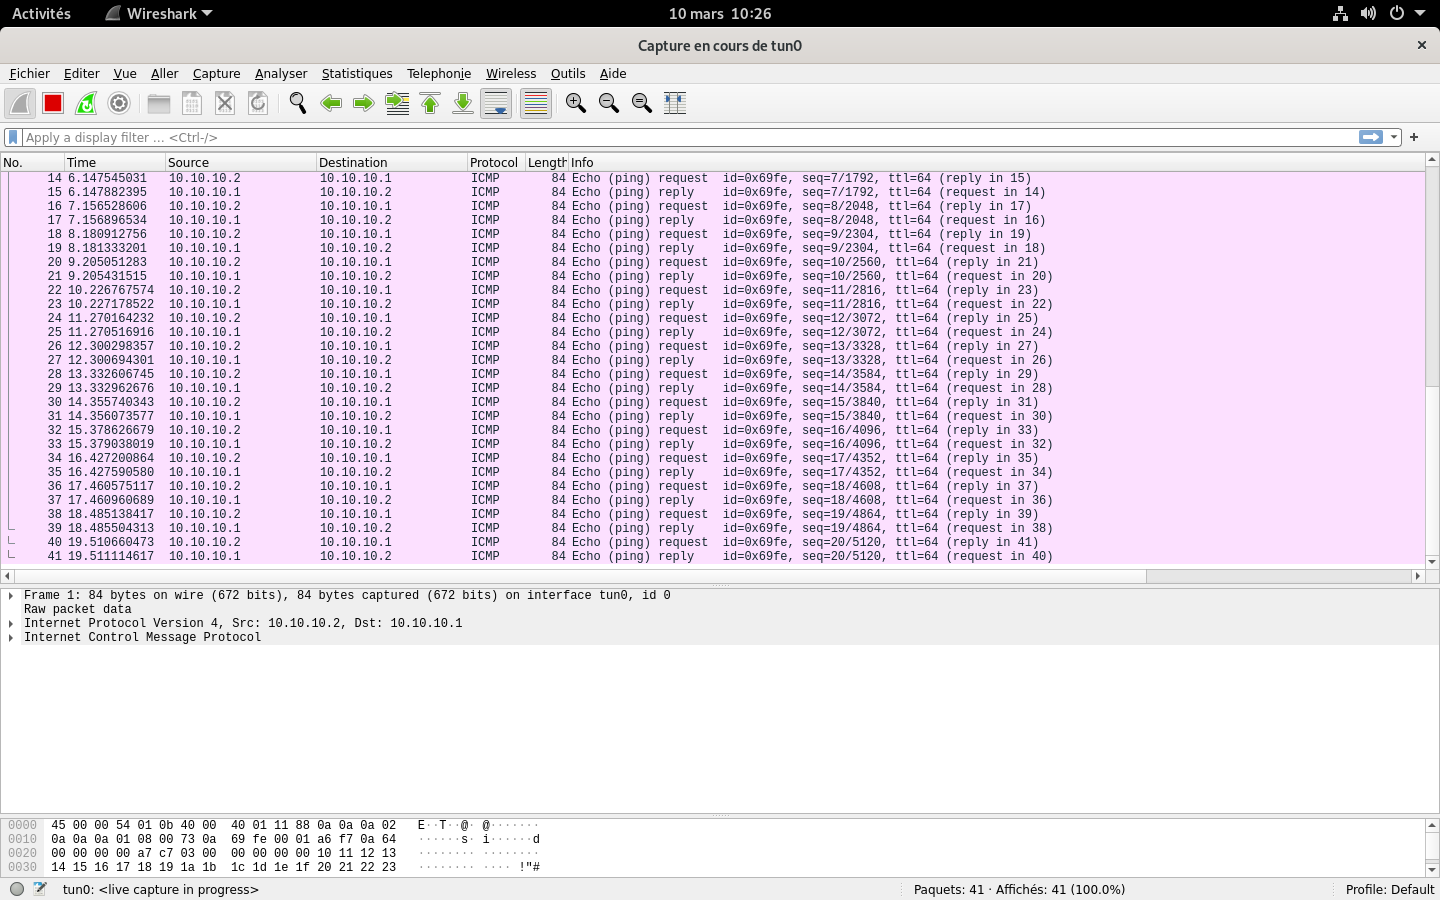 Activités Wireshark 10 mars 10:26
Capture en cours de tun0 ×
Fichier Editer Vue Aller Capture Analyser Statistiques Telephonie Wireless Outils Aide
Apply a display filter ... <Ctrl-/> +
No. Time Source Destination Protocol Length Info
14 6.147545031 10.10.10.2 10.10.10.1 ICMP 84 Echo (ping) request id=0x69fe, seq=7/1792, ttl=64 (reply in 15)
15 6.147882395 10.10.10.1 10.10.10.2 ICMP 84 Echo (ping) reply id=0x69fe, seq=7/1792, ttl=64 (request in 14)
16 7.156528606 10.10.10.2 10.10.10.1 ICMP 84 Echo (ping) request id=0x69fe, seq=8/2048, ttl=64 (reply in 17)
17 7.156896534 10.10.10.1 10.10.10.2 ICMP 84 Echo (ping) reply id=0x69fe, seq=8/2048, ttl=64 (request in 16)
18 8.180912756 10.10.10.2 10.10.10.1 ICMP 84 Echo (ping) request id=0x69fe, seq=9/2304, ttl=64 (reply in 19)
19 8.181333201 10.10.10.1 10.10.10.2 ICMP 84 Echo (ping) reply id=0x69fe, seq=9/2304, ttl=64 (request in 18)
20 9.205051283 10.10.10.2 10.10.10.1 ICMP 84 Echo (ping) request id=0x69fe, seq=10/2560, ttl=64 (reply in 21)
21 9.205431515 10.10.10.1 10.10.10.2 ICMP 84 Echo (ping) reply id=0x69fe, seq=10/2560, ttl=64 (request in 20)
22 10.226767574 10.10.10.2 10.10.10.1 ICMP 84 Echo (ping) request id=0x69fe, seq=11/2816, ttl=64 (reply in 23)
23 10.227178522 10.10.10.1 10.10.10.2 ICMP 84 Echo (ping) reply id=0x69fe, seq=11/2816, ttl=64 (request in 22)
24 11.270164232 10.10.10.2 10.10.10.1 ICMP 84 Echo (ping) request id=0x69fe, seq=12/3072, ttl=64 (reply in 25)
25 11.270516916 10.10.10.1 10.10.10.2 ICMP 84 Echo (ping) reply id=0x69fe, seq=12/3072, ttl=64 (request in 24)
26 12.300298357 10.10.10.2 10.10.10.1 ICMP 84 Echo (ping) request id=0x69fe, seq=13/3328, ttl=64 (reply in 27)
27 12.300694301 10.10.10.1 10.10.10.2 ICMP 84 Echo (ping) reply id=0x69fe, seq=13/3328, ttl=64 (request in 26)
28 13.332606745 10.10.10.2 10.10.10.1 ICMP 84 Echo (ping) request id=0x69fe, seq=14/3584, ttl=64 (reply in 29)
29 13.332962676 10.10.10.1 10.10.10.2 ICMP 84 Echo (ping) reply id=0x69fe, seq=14/3584, ttl=64 (request in 28)
30 14.355740343 10.10.10.2 10.10.10.1 ICMP 84 Echo (ping) request id=0x69fe, seq=15/3840, ttl=64 (reply in 31)
31 14.356073577 10.10.10.1 10.10.10.2 ICMP 84 Echo (ping) reply id=0x69fe, seq=15/3840, ttl=64 (request in 30)
32 15.378626679 10.10.10.2 10.10.10.1 ICMP 84 Echo (ping) request id=0x69fe, seq=16/4096, ttl=64 (reply in 33)
33 15.379038019 10.10.10.1 10.10.10.2 ICMP 84 Echo (ping) reply id=0x69fe, seq=16/4096, ttl=64 (request in 32)
34 16.427200864 10.10.10.2 10.10.10.1 ICMP 84 Echo (ping) request id=0x69fe, seq=17/4352, ttl=64 (reply in 35)
35 16.427590580 10.10.10.1 10.10.10.2 ICMP 84 Echo (ping) reply id=0x69fe, seq=17/4352, ttl=64 (request in 34)
36 17.460575117 10.10.10.2 10.10.10.1 ICMP 84 Echo (ping) request id=0x69fe, seq=18/4608, ttl=64 (reply in 37)
37 17.460960689 10.10.10.1 10.10.10.2 ICMP 84 Echo (ping) reply id=0x69fe, seq=18/4608, ttl=64 (request in 36)
38 18.485138417 10.10.10.2 10.10.10.1 ICMP 84 Echo (ping) request id=0x69fe, seq=19/4864, ttl=64 (reply in 39)
39 18.485504313 10.10.10.1 10.10.10.2 ICMP 84 Echo (ping) reply id=0x69fe, seq=19/4864, ttl=64 (request in 38)
40 19.510660473 10.10.10.2 10.10.10.1 ICMP 84 Echo (ping) request id=0x69fe, seq=20/5120, ttl=64 (reply in 41)
41 19.511114617 10.10.10.1 10.10.10.2 ICMP 84 Echo (ping) reply id=0x69fe, seq=20/5120, ttl=64 (request in 40)
Frame 1: 84 bytes on wire (672 bits), 84 bytes captured (672 bits) on interface tun0, id 0
Raw packet data
Internet Protocol Version 4, Src: 10.10.10.2, Dst: 10.10.10.1
Internet Control Message Protocol
0000 45 00 00 54 01 0b 40 00 40 01 11 88 0a 0a 0a 02 E··T·@· @·······
0010 0a 0a 0a 01 08 00 73 0a 69 fe 00 01 a6 f7 0a 64 ······s· i······d
0020 00 00 00 00 a7 c7 03 00 00 00 00 00 10 11 12 13 ········ ········
0030 14 15 16 17 18 19 1a 1b 1c 1d 1e 1f 20 21 22 23 ········ ···· !"#
tun0: <live capture in progress> Paquets: 41 · Affichés: 41 (100.0%) Profile: Default